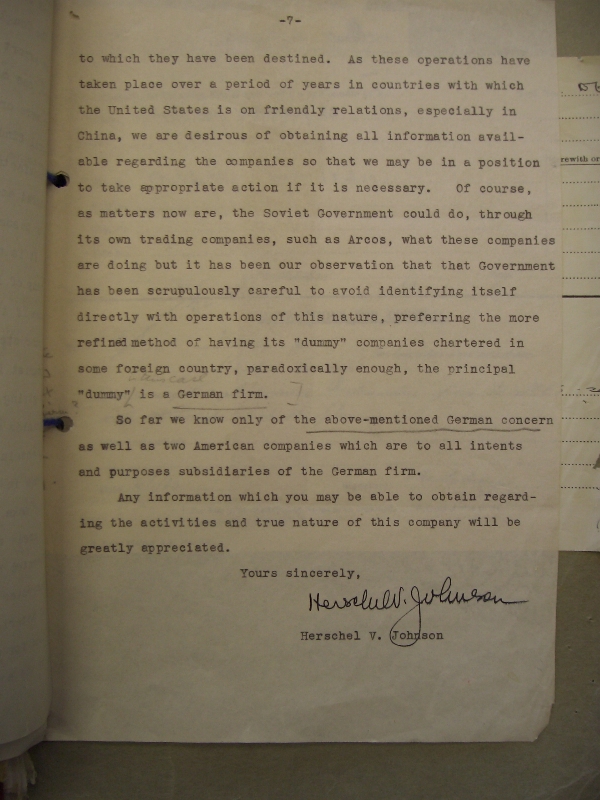 -7-
to which they have been destined. As these operations have
taken place over a period of years in countries with which
the United States is on friendly relations, especially in
China, we are desirous of obtaining all information avail-
able regarding the companies so that we may be in a position
to take appropriate action if it is necessary. Of course,
as matters now are, the Soviet Government could do, through
its own trading companies, such as Arcos, what these companies
are doing but it has been our observation that that Government
has been scrupulously careful to avoid identifying itself
directly with operations of this nature, preferring the more
refined method of having its "dummy" companies chartered in
some foreign country, paradoxically enough, the principal
in this case
"dummy" is a German firm.
So far we know only of the above-mentioned German concern
as well as two American companies which are to all intents
and purposes subsidiaries of the German firm.
Any information which you may be able to obtain regard-
ing the activities and true nature of this company will be
greatly appreciated.
Yours sincerely,
Herschel V. Johnson
Herschel V. Johnson
rewith or